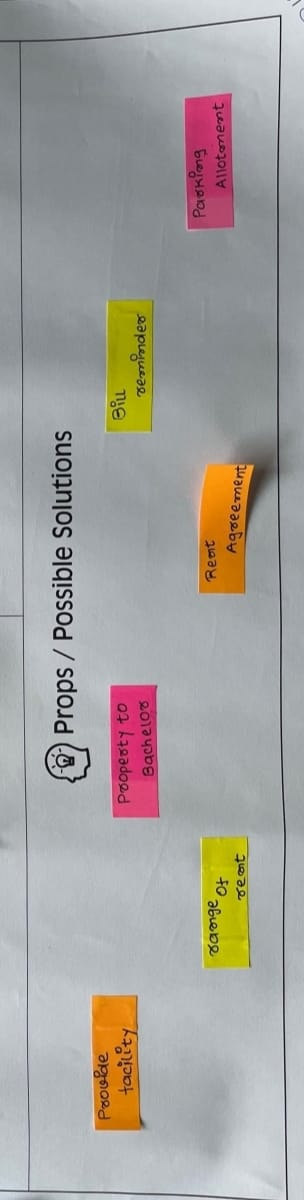 Props / Possible Solutions
Provide
facility
Property to
Bachelor
Bill
reminder
range of
rent
Rent
Agreement
Parking
Allotment